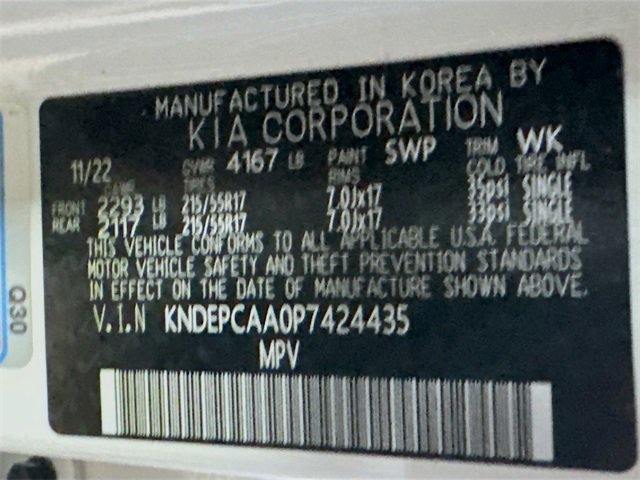 MANUFACTURED IN KOREA BY
KIA CORPORATION
11/22 GVWR 4167 LB PAINT SWP TRIM WK
GAWR TIRES RIMS COLD TIRE INFL
FRONT 2293 LB 215/55R17 7.0Jx17 35psi SINGLE
REAR 2117 LB 215/55R17 7.0Jx17 33psi SINGLE
THIS VEHICLE CONFORMS TO ALL APPLICABLE U.S.A. FEDERAL
MOTOR VEHICLE SAFETY AND THEFT PREVENTION STANDARDS
IN EFFECT ON THE DATE OF MANUFACTURE SHOWN ABOVE.
V.I.N KNDEPCAA0P7424435
MPV
Q30